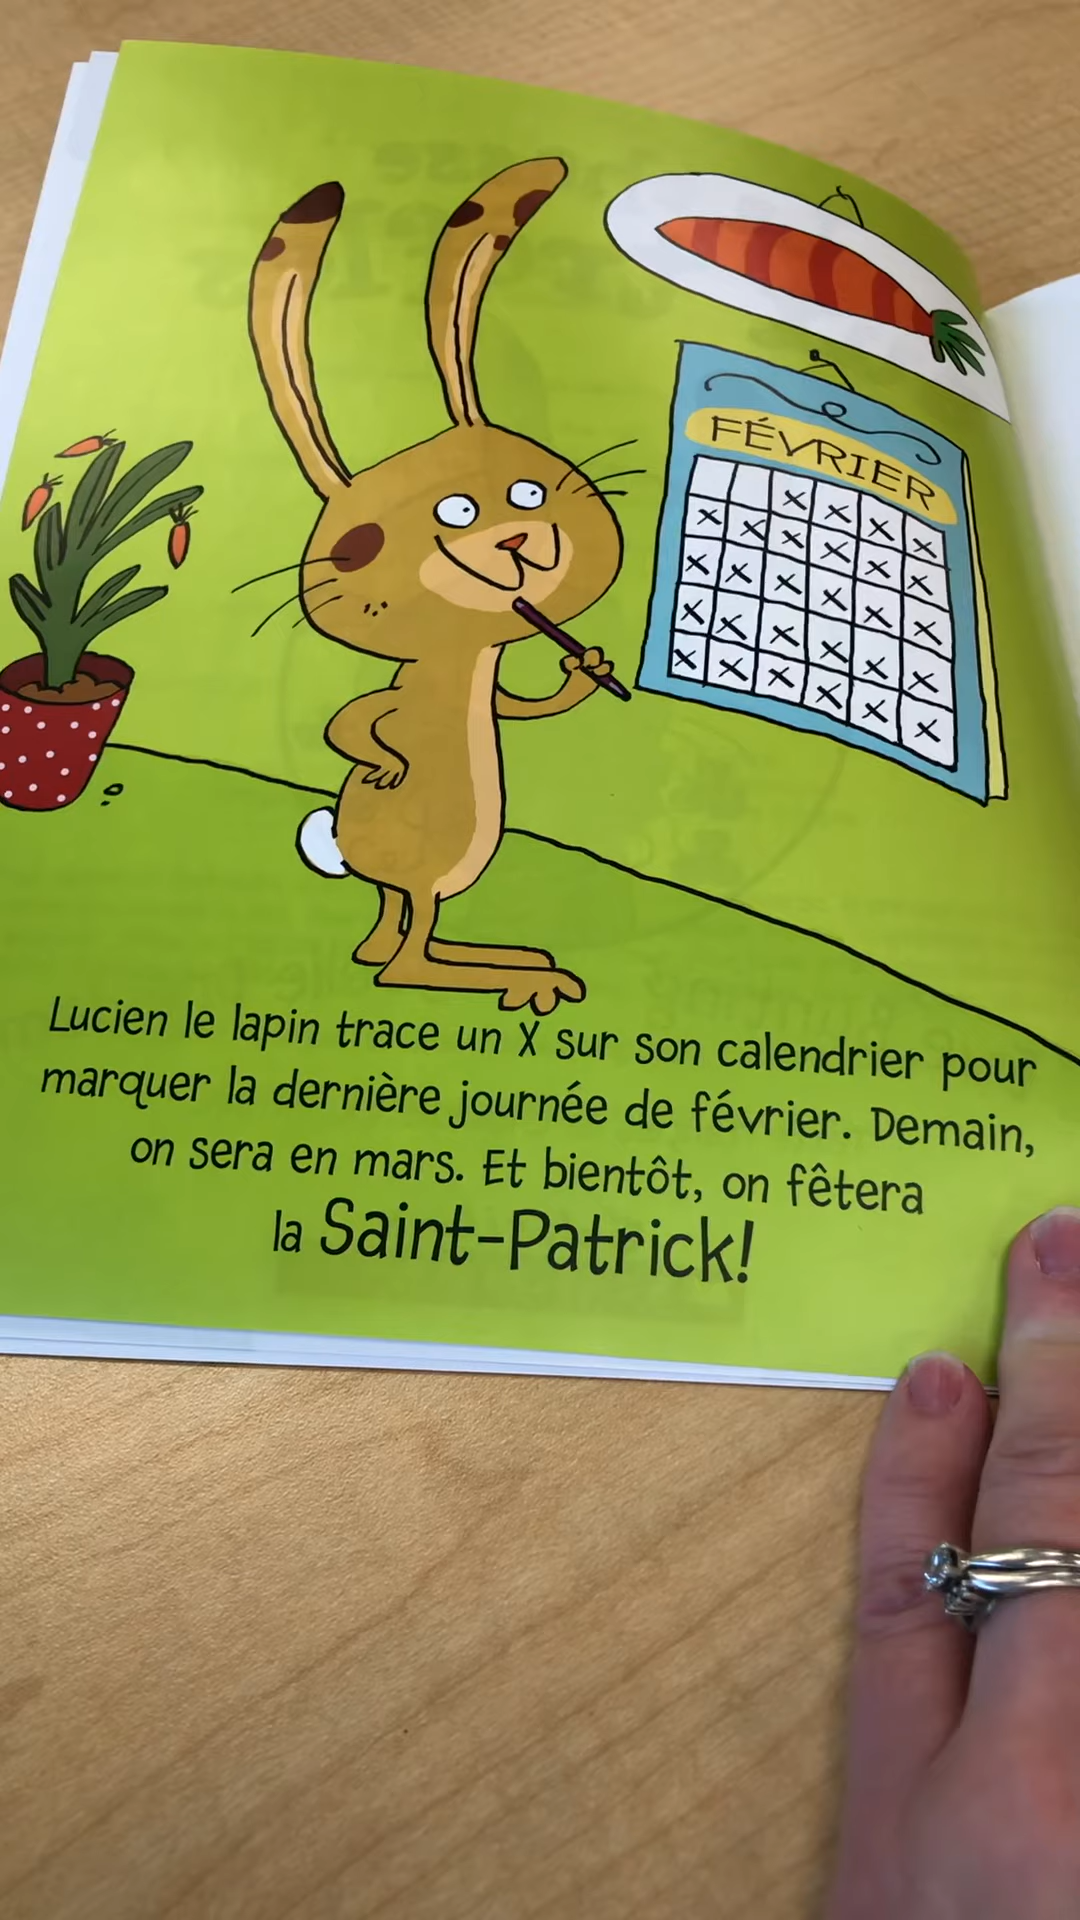 FÉVRIER
X X X X
X X X X X X
X X X X X X
X X X X X X
X X X X X X
Lucien le lapin trace un X sur son calendrier pour
marquer la dernière journée de février. Demain,
on sera en mars. Et bientôt, on fêtera
la Saint-Patrick!